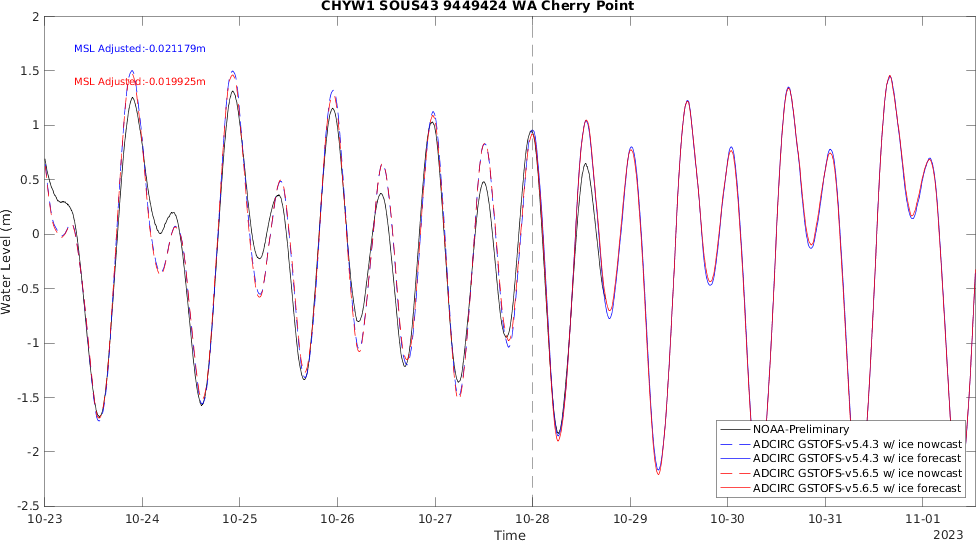 CHYW1 SOUS43 9449424 WA Cherry Point
MSL Adjusted:-0.021179m
MSL Adjusted:-0.019925m
Water Level (m)
2
1.5
1
0.5
0
-0.5
-1
-1.5
-2
-2.5
NOAA-Preliminary
ADCIRC GSTOFS-v5.4.3 w/ ice nowcast
ADCIRC GSTOFS-v5.4.3 w/ ice forecast
ADCIRC GSTOFS-v5.6.5 w/ ice nowcast
ADCIRC GSTOFS-v5.6.5 w/ ice forecast
10-23 10-24 10-25 10-26 10-27 10-28 10-29 10-30 10-31 11-01
Time
2023